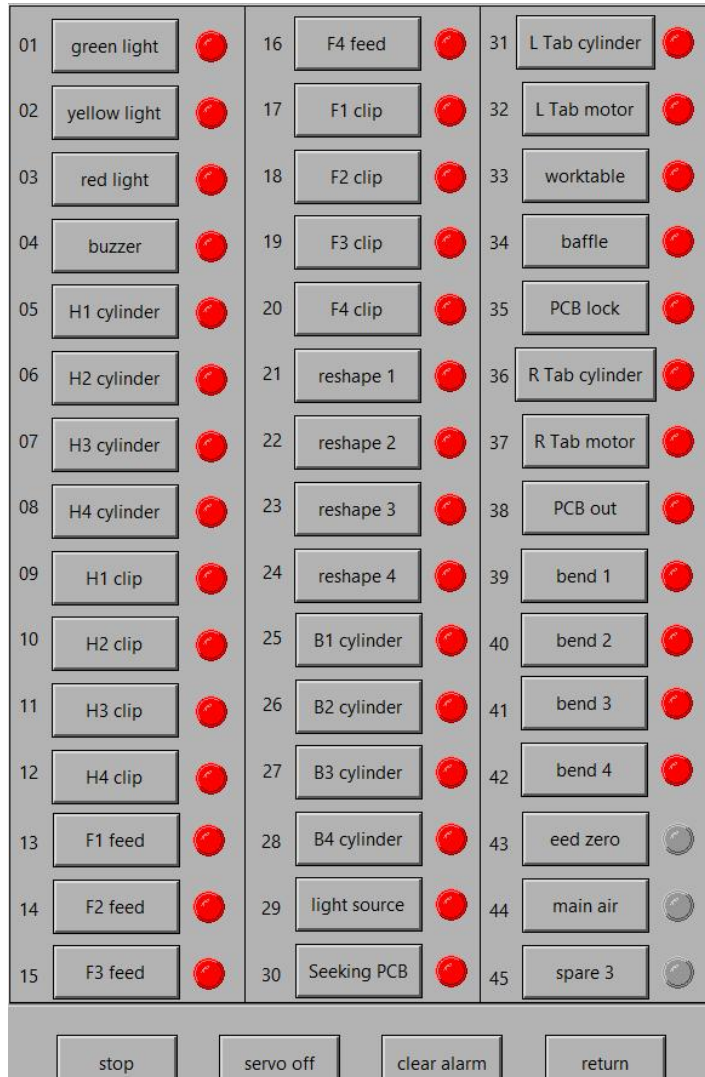 01 green light
02 yellow light
03 red light
04 buzzer
05 H1 cylinder
06 H2 cylinder
07 H3 cylinder
08 H4 cylinder
09 H1 clip
10 H2 clip
11 H3 clip
12 H4 clip
13 F1 feed
14 F2 feed
15 F3 feed
16 F4 feed
17 F1 clip
18 F2 clip
19 F3 clip
20 F4 clip
21 reshape 1
22 reshape 2
23 reshape 3
24 reshape 4
25 B1 cylinder
26 B2 cylinder
27 B3 cylinder
28 B4 cylinder
29 light source
30 Seeking PCB
31 L Tab cylinder
32 L Tab motor
33 worktable
34 baffle
35 PCB lock
36 R Tab cylinder
37 R Tab motor
38 PCB out
39 bend 1
40 bend 2
41 bend 3
42 bend 4
43 eed zero
44 main air
45 spare 3
stop servo off clear alarm return